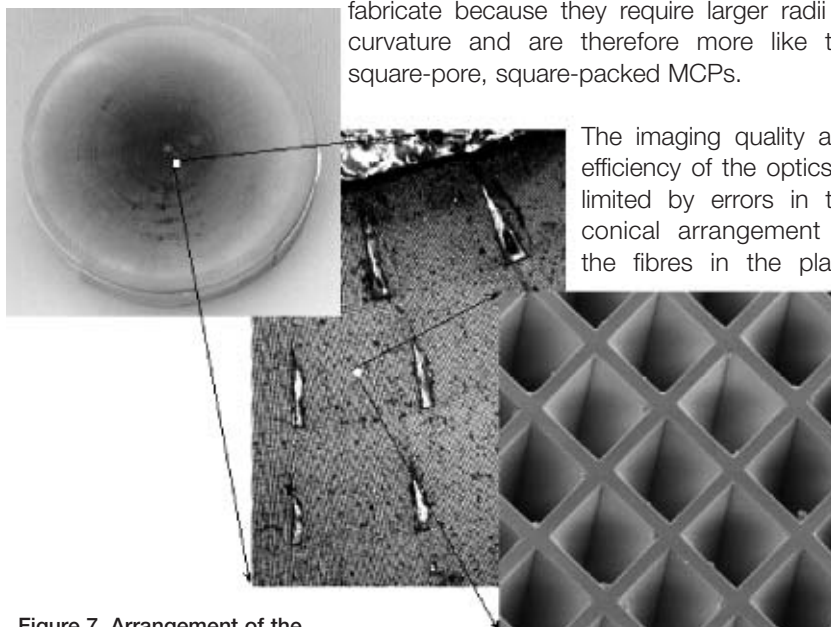 fabricate because they require larger radii
curvature and are therefore more like
square-pore, square-packed MCPs.
The imaging quality
efficiency of the optics
limited by errors in
conical arrangement
the fibres in the
Figure 7. Arrangement of the